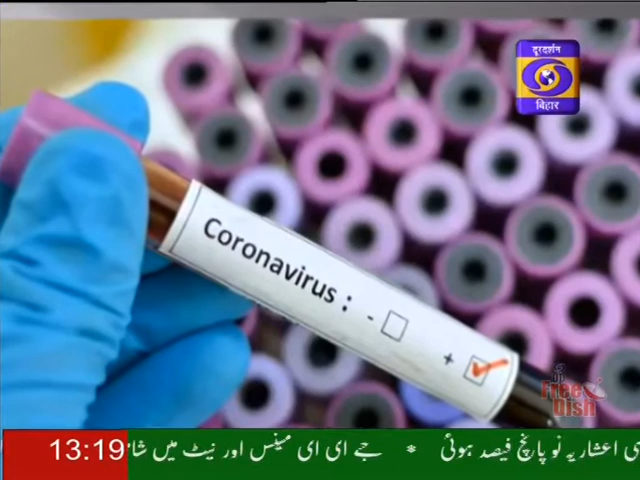 दूरदर्शन
बिहार
Coronavirus :
-
+
Free
Dish
13:19
سی اعشاریہ نو پانچ فیصد ہوئی * جے ای ای مینس اور نیٹ میں شا